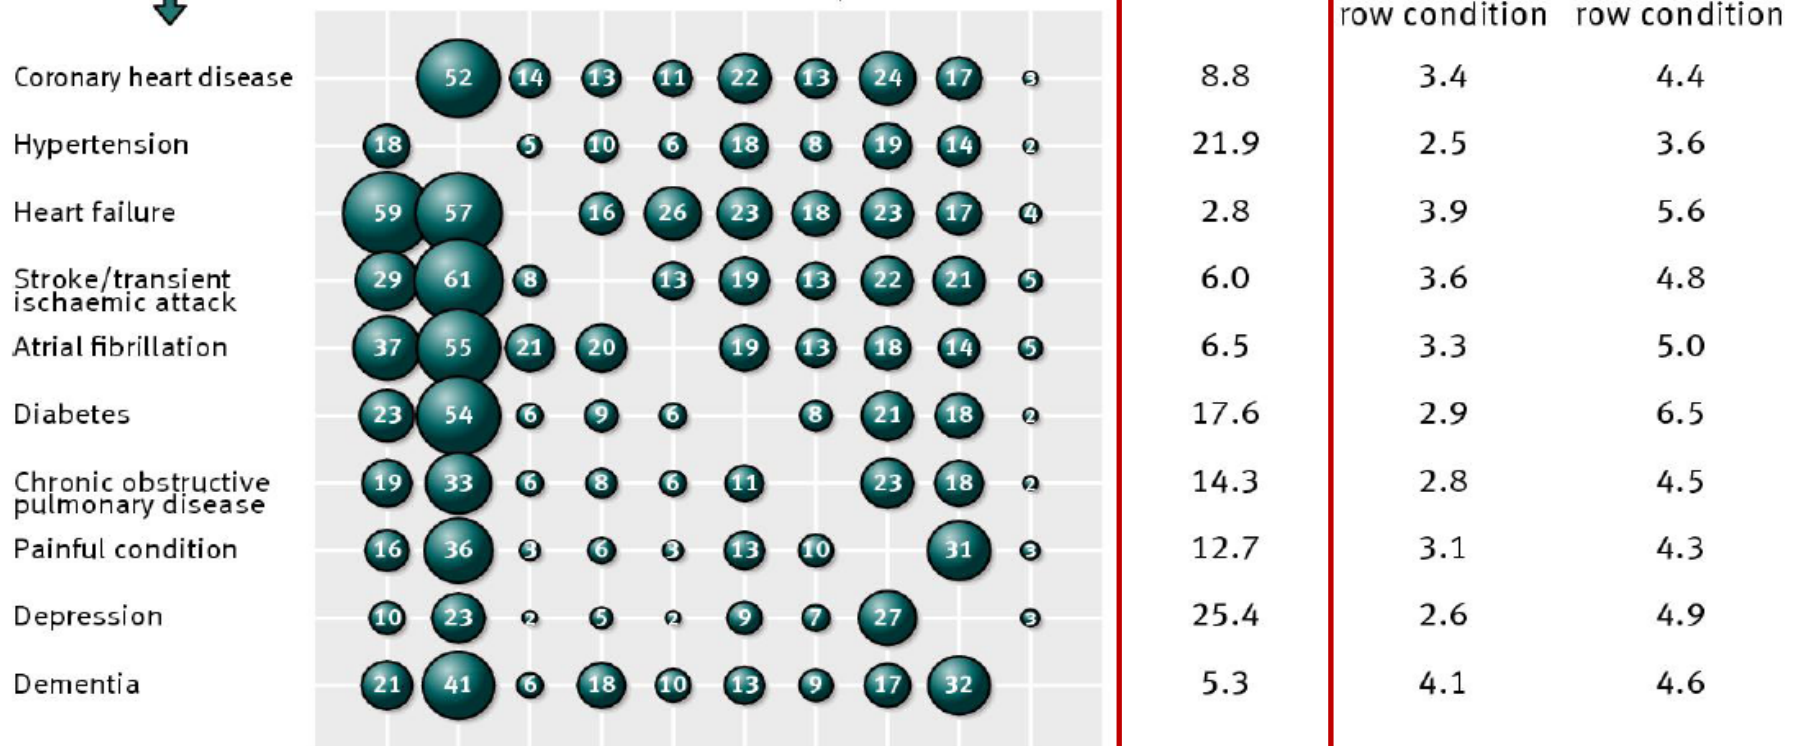 row condition row condition
Coronary heart disease 52 14 13 11 22 13 24 17 3 8.8 3.4 4.4
Hypertension 18 5 10 6 18 8 19 14 2 21.9 2.5 3.6
Heart failure 59 57 16 26 23 18 23 17 4 2.8 3.9 5.6
Stroke/transient
ischaemic attack 29 61 8 13 19 13 22 21 5 6.0 3.6 4.8
Atrial fibrillation 37 55 21 20 19 13 18 14 5 6.5 3.3 5.0
Diabetes 23 54 6 9 6 8 21 18 2 17.6 2.9 6.5
Chronic obstructive
pulmonary disease 19 33 6 8 6 11 23 18 2 14.3 2.8 4.5
Painful condition 16 36 3 6 3 13 10 31 3 12.7 3.1 4.3
Depression 10 23 2 5 2 9 7 27 3 25.4 2.6 4.9
Dementia 21 41 6 18 10 13 9 17 32 5.3 4.1 4.6